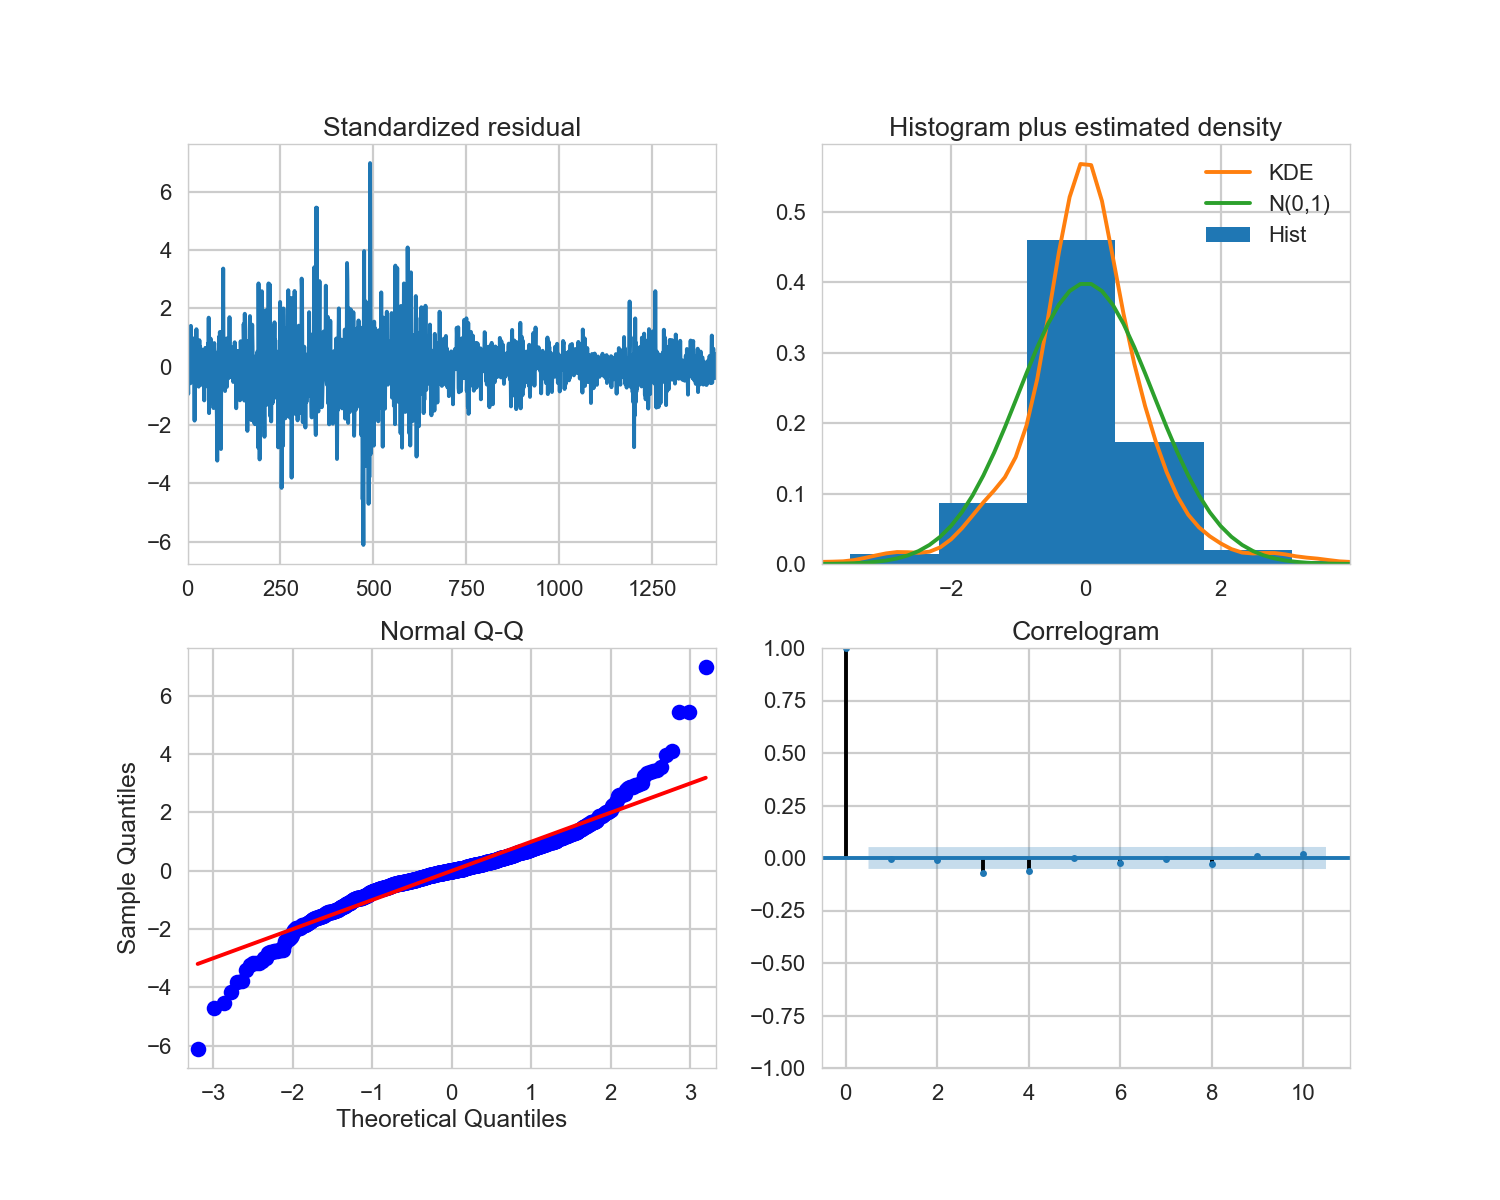 Standardized residual
6
4
2
0
−2
−4
−6
0 250 500 750 1000 1250
Histogram plus estimated density
KDE
N(0,1)
Hist
0.5
0.4
0.3
0.2
0.1
0.0
−2 0 2
Normal Q-Q
Sample Quantiles
6
4
2
0
−2
−4
−6
−3 −2 −1 0 1 2 3
Theoretical Quantiles
Correlogram
1.00
0.75
0.50
0.25
0.00
−0.25
−0.50
−0.75
−1.00
0 2 4 6 8 10